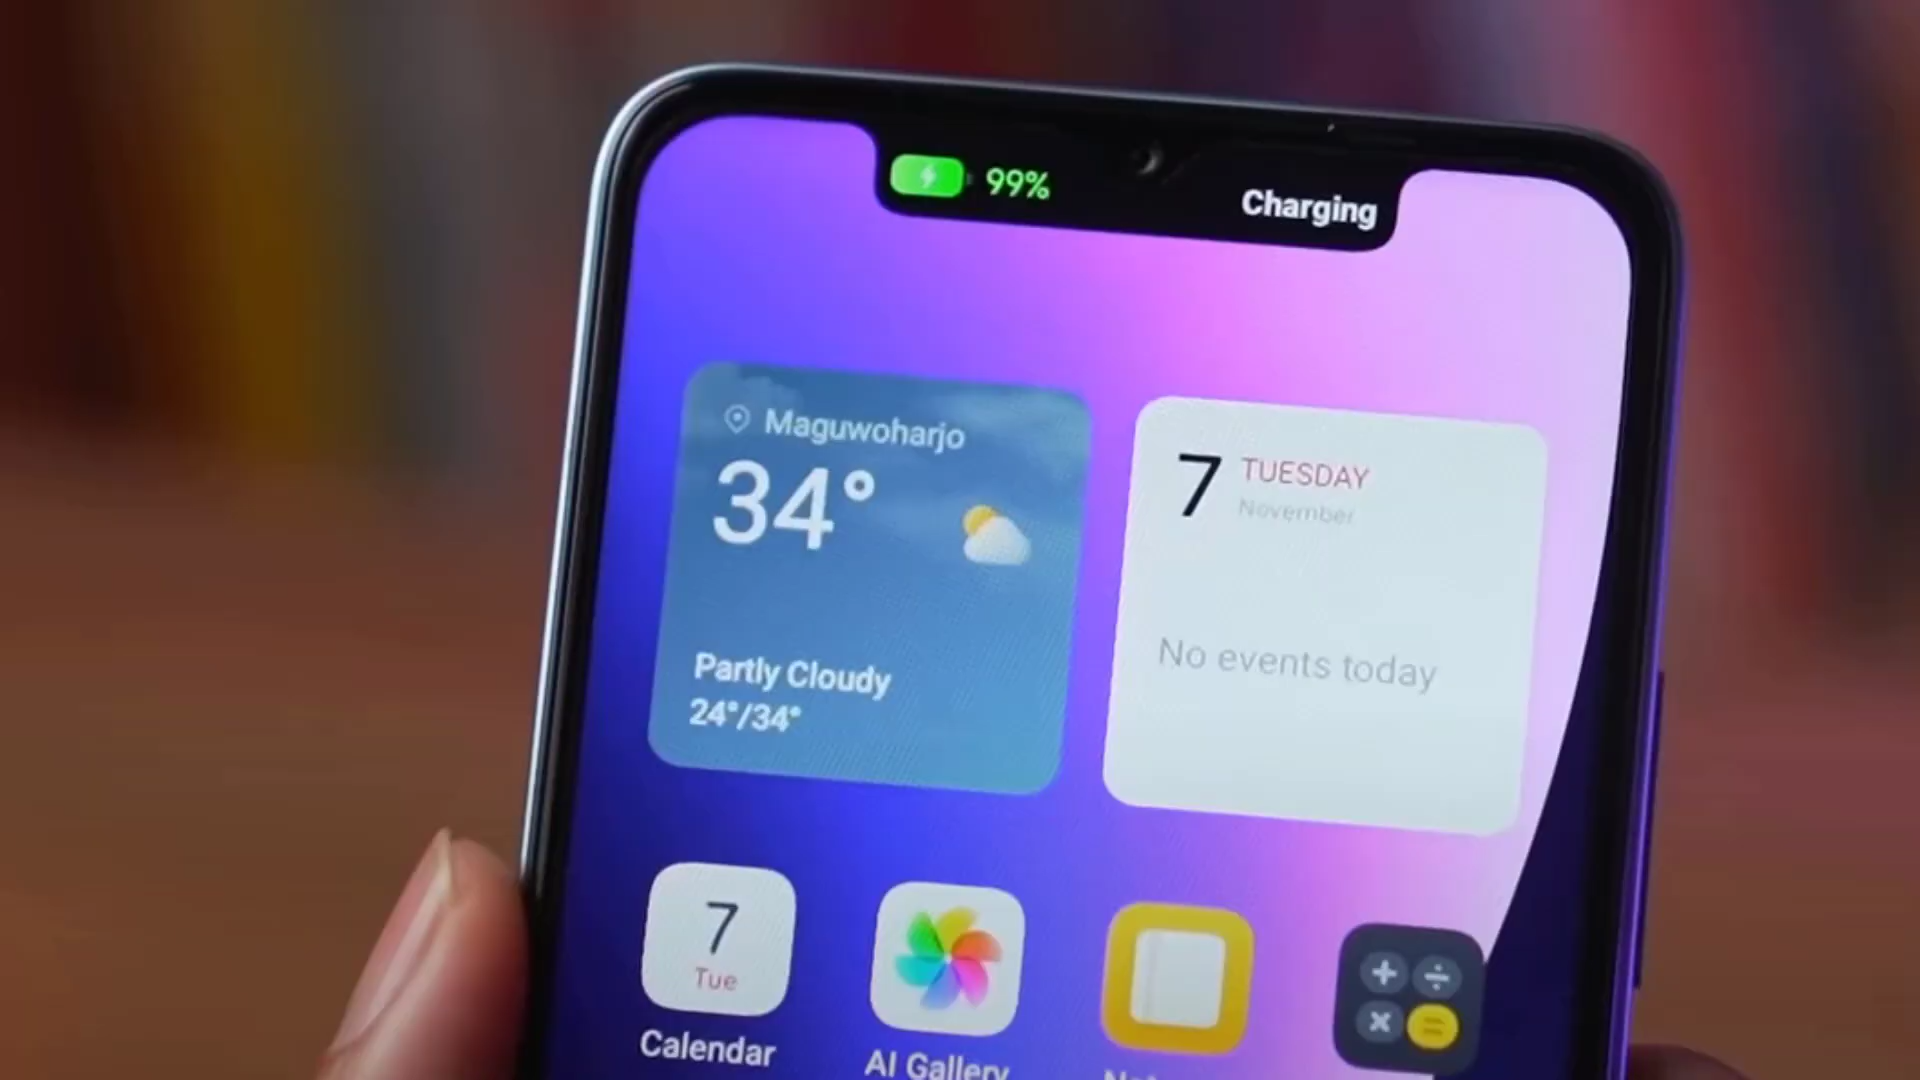 99%
Charging
Maguwoharjo
34°
Partly Cloudy
24°/34°
7
TUESDAY
November
No events today
7
Tue
Calendar
AI Gallery